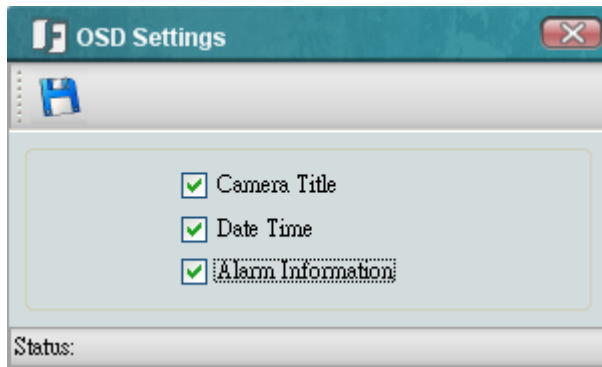 OSD Settings
Camera Title
Date Time
Alarm Information
Status: